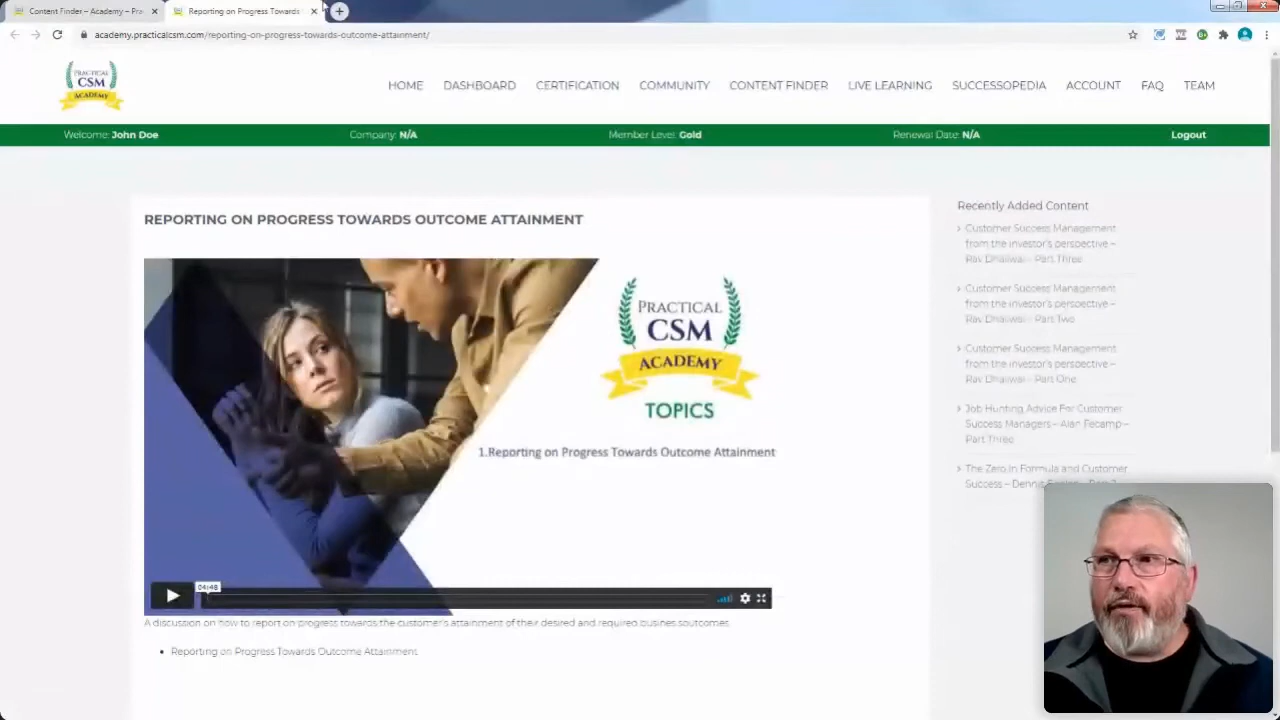 Content Finder – Academy – Pra
Reporting on Progress Towards
academy.practicalcsm.com/reporting-on-progress-towards-outcome-attainment/
PRACTICAL
CSM
ACADEMY
HOME
DASHBOARD
CERTIFICATION
COMMUNITY
CONTENT FINDER
LIVE LEARNING
SUCCESSOPEDIA
ACCOUNT
FAQ
TEAM
Welcome: John Doe
Company: N/A
Member Level: Gold
Renewal Date: N/A
Logout
REPORTING ON PROGRESS TOWARDS OUTCOME ATTAINMENT
PRACTICAL
CSM
ACADEMY
TOPICS
1.Reporting on Progress Towards Outcome Attainment
04:48
A discussion on how to report on progress towards the customer's attainment of their desired and required busines soutcomes
Reporting on Progress Towards Outcome Attainment
Recently Added Content
Customer Success Management
from the investor's perspective –
Rav Dhaliwal – Part Three
Customer Success Management
from the investor's perspective –
Rav Dhaliwal – Part Two
Customer Success Management
from the investor's perspective –
Rav Dhaliwal – Part One
Job Hunting Advice For Customer
Success Managers – Alan Fecamp –
Part Three
The Zero In Formula and Customer
Success – Dennis